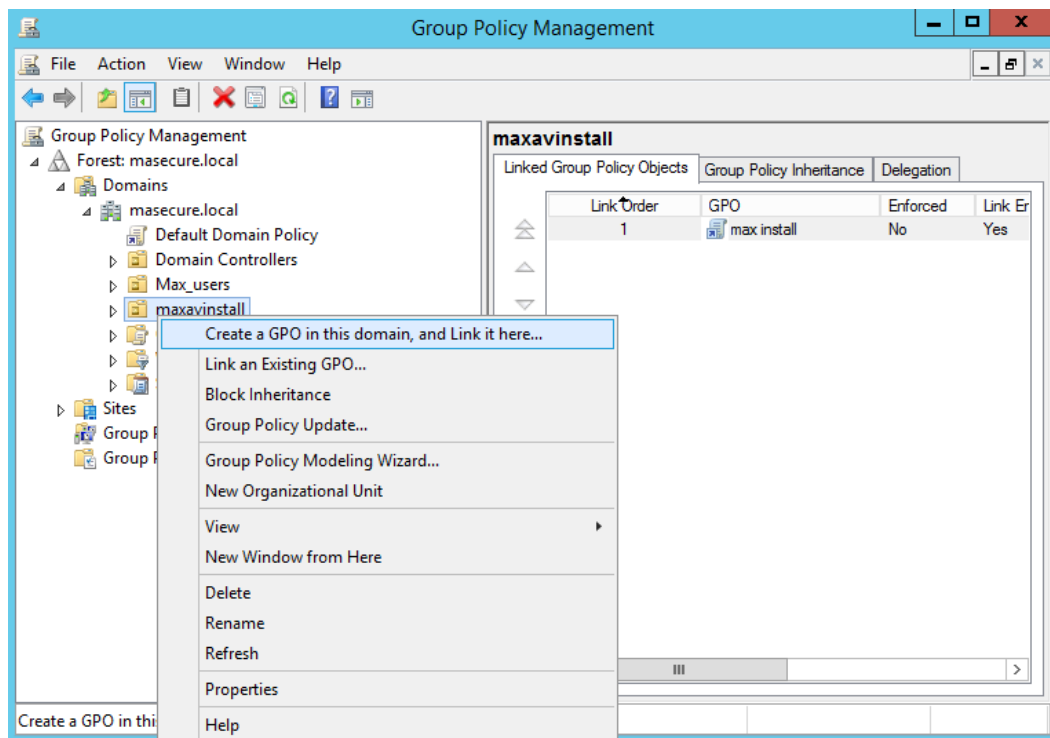 Group Policy Management
File Action View Window Help
Group Policy Management
Forest: masecure.local
Domains
masecure.local
Default Domain Policy
Domain Controllers
Max_users
maxavinstall
Sites
Group
Group
Create a GPO in this domain, and Link it here...
Link an Existing GPO...
Block Inheritance
Group Policy Update...
Group Policy Modeling Wizard...
New Organizational Unit
View
New Window from Here
Delete
Rename
Refresh
Properties
Help
maxavinstall
Linked Group Policy Objects Group Policy Inheritance Delegation
Link Order GPO Enforced Link Er
1 max install No Yes
Create a GPO in thi